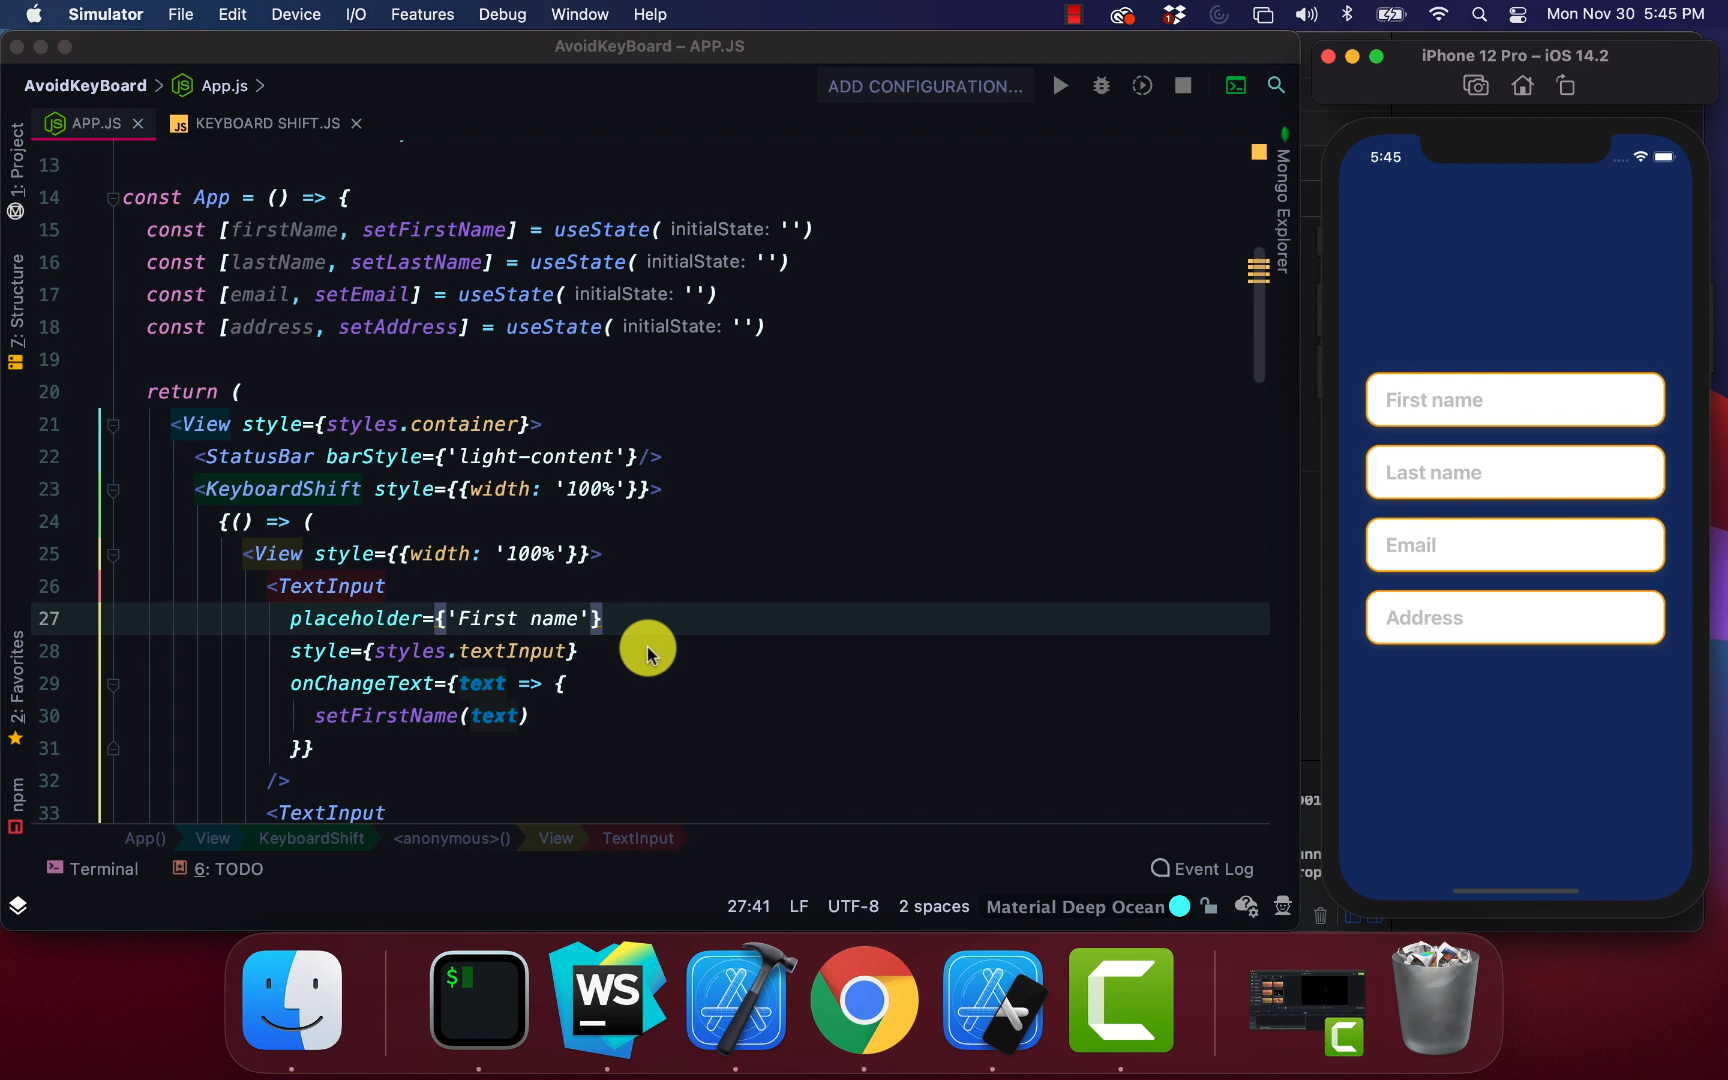 Simulator File Edit Device I/O Features Debug Window Help
1
Mon Nov 30 5:45 PM
AvoidKeyBoard – APP.JS
AvoidKeyBoard > JS App.js >
ADD CONFIGURATION...
JS APP.JS ×
JS KEYBOARD SHIFT.JS ×
1: Project
7: Structure
2: Favorites
npm
Mongo Explorer
13
14 const App = () => {
15 const [firstName, setFirstName] = useState( initialState: '')
16 const [lastName, setLastName] = useState( initialState: '')
17 const [email, setEmail] = useState( initialState: '')
18 const [address, setAddress] = useState( initialState: '')
19
20 return (
21 <View style={styles.container}>
22 <StatusBar barStyle={'light-content'}/>
23 <KeyboardShift style={{width: '100%'}}>
24 {() => (
25 <View style={{width: '100%'}}>
26 <TextInput
27 placeholder={'First name'}
28 style={styles.textInput}
29 onChangeText={text => {
30 setFirstName(text)
31 }}
32 />
33 <TextInput
App() View KeyboardShift <anonymous>() View TextInput
Terminal 6: TODO
Event Log
27:41 LF UTF-8 2 spaces Material Deep Ocean
iPhone 12 Pro – iOS 14.2
5:45
First name
Last name
Email
Address
$
WS
C
C